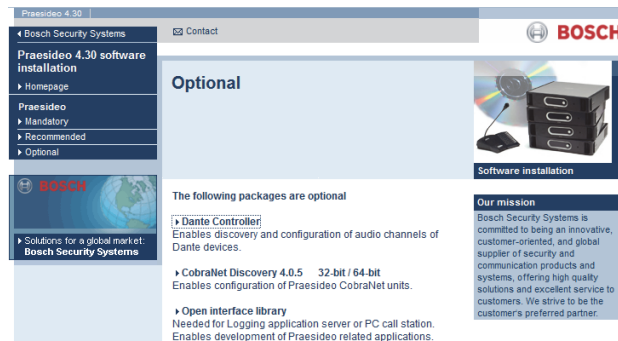 Praesideo 4.30
Bosch Security Systems
Praesideo 4.30 software
installation
Homepage
Praesideo
Mandatory
Recommended
Optional
BOSCH
Solutions for a global market:
Bosch Security Systems
Contact
BOSCH
Optional
The following packages are optional
Dante Controller
Enables discovery and configuration of audio channels of
Dante devices.
CobraNet Discovery 4.0.5 32-bit / 64-bit
Enables configuration of Praesideo CobraNet units.
Open interface library
Needed for Logging application server or PC call station.
Enables development of Praesideo related applications.
Software installation
Our mission
Bosch Security Systems is
committed to being an innovative,
customer-oriented, and global
supplier of security and
communication products and
systems, offering high quality
solutions and excellent service to
customers. We strive to be the
customer's preferred partner.